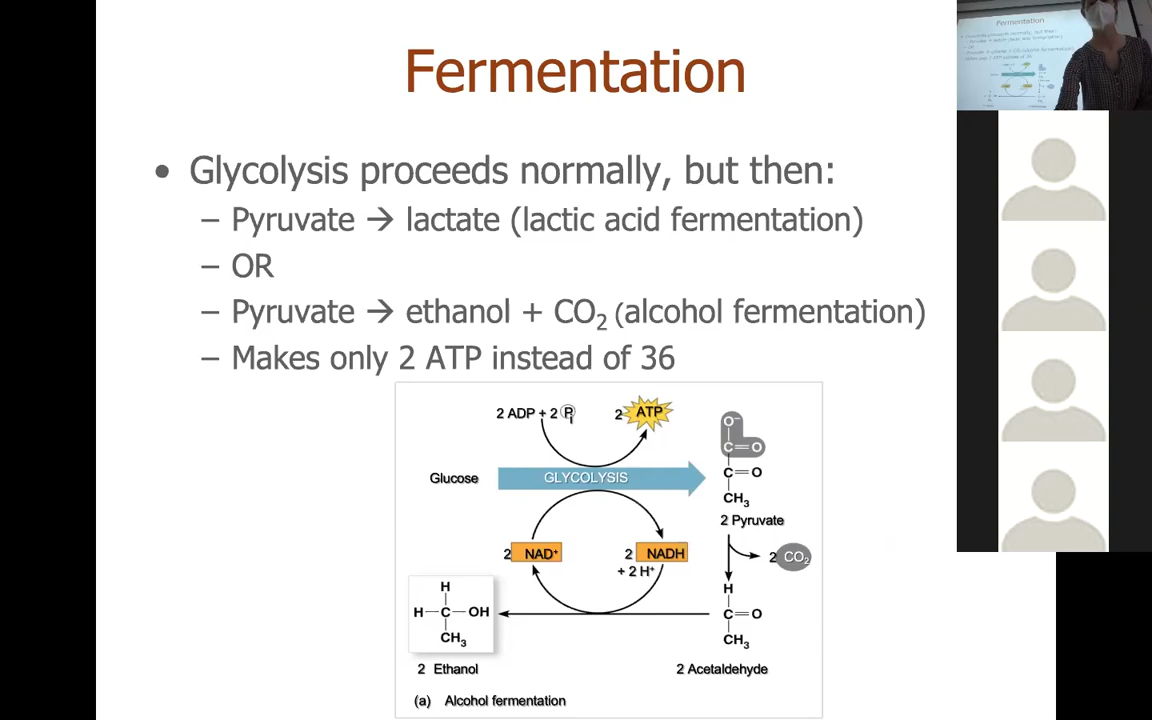 Fermentation
• Glycolysis proceeds normally, but then:
– Pyruvate → lactate (lactic acid fermentation)
– OR
– Pyruvate → ethanol + CO₂ (alcohol fermentation)
– Makes only 2 ATP instead of 36
2 ADP + 2 Pi
2 ATP
O⁻
C=O
Glucose
GLYCOLYSIS
C=O
CH₃
2 Pyruvate
2 NAD⁺
2 NADH
+ 2 H⁺
2 CO₂
H
H
H–C–OH
C=O
CH₃
CH₃
2 Ethanol
2 Acetaldehyde
(a) Alcohol fermentation
Fermentation